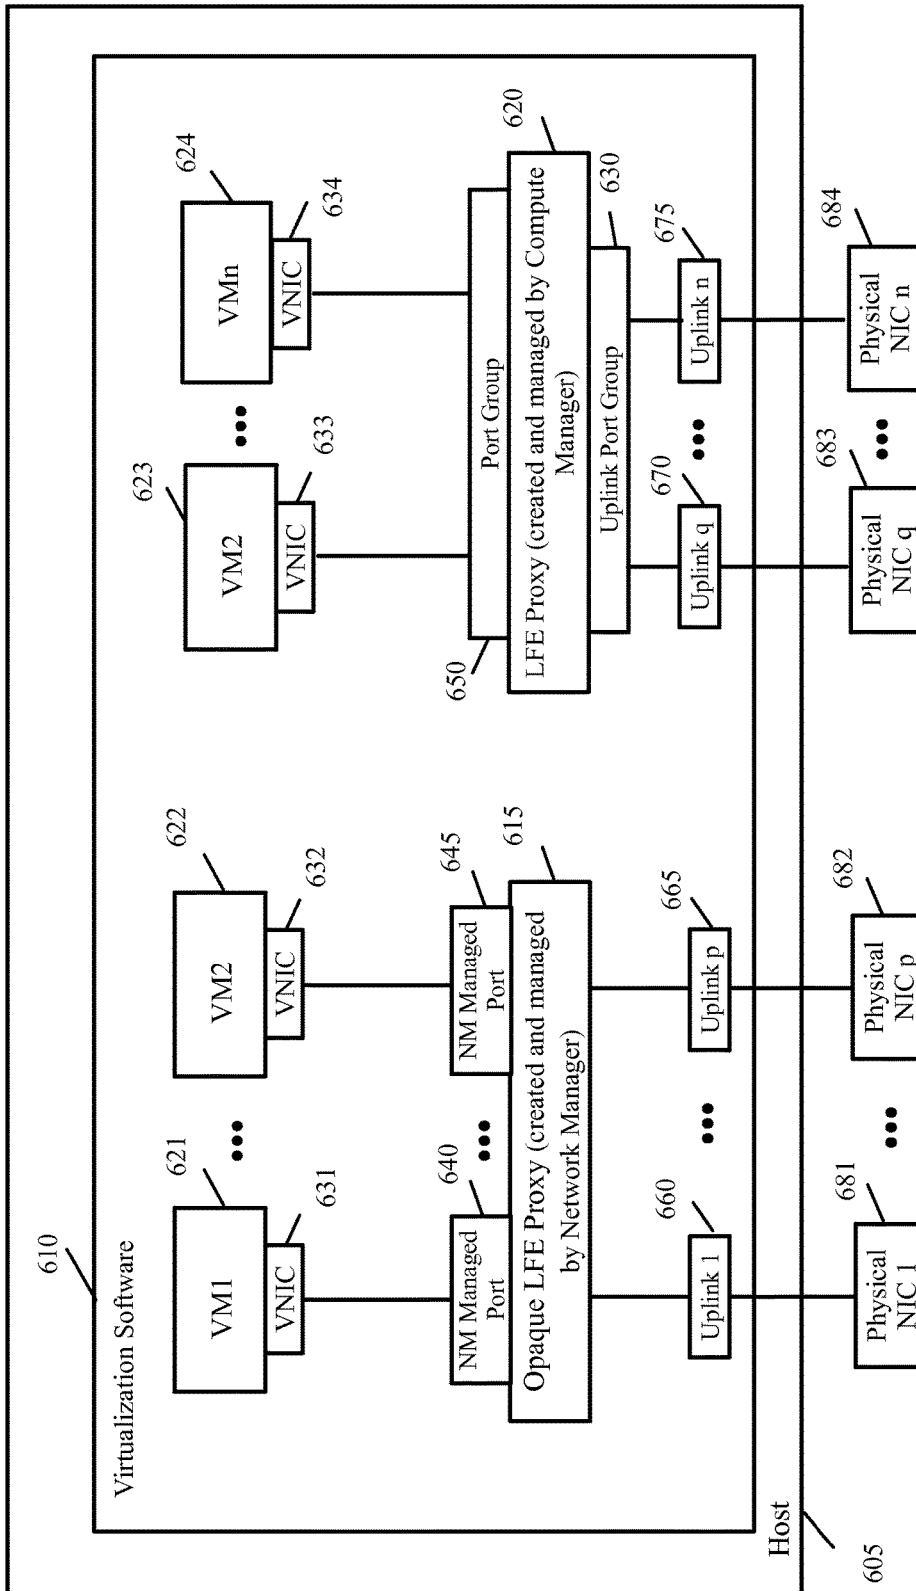 610
Virtualization Software
621
622
623
624
VM1
VM2
VM2
VMn
631
632
633
634
VNIC
VNIC
VNIC
VNIC
640
645
650
620
NM Managed
Port
NM Managed
Port
Port Group
615
Opaque LFE Proxy (created and managed
by Network Manager)
LFE Proxy (created and managed by Compute
Manager)
630
Uplink Port Group
660
665
670
675
Uplink 1
Uplink p
Uplink q
Uplink n
Host
605
681
682
683
684
Physical
NIC 1
Physical
NIC p
Physical
NIC q
Physical
NIC n